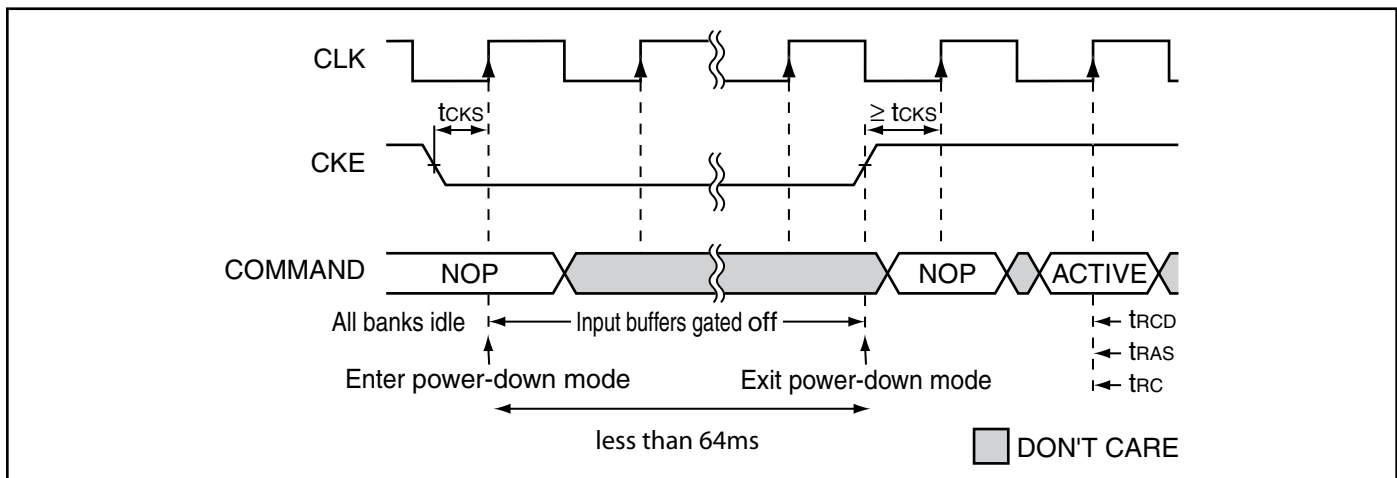 CLK
tCKS
≥ tCKS
CKE
COMMAND
NOP
NOP
ACTIVE
All banks idle
Input buffers gated off
tRCD
tRAS
tRC
Enter power-down mode
Exit power-down mode
less than 64ms
DON'T CARE